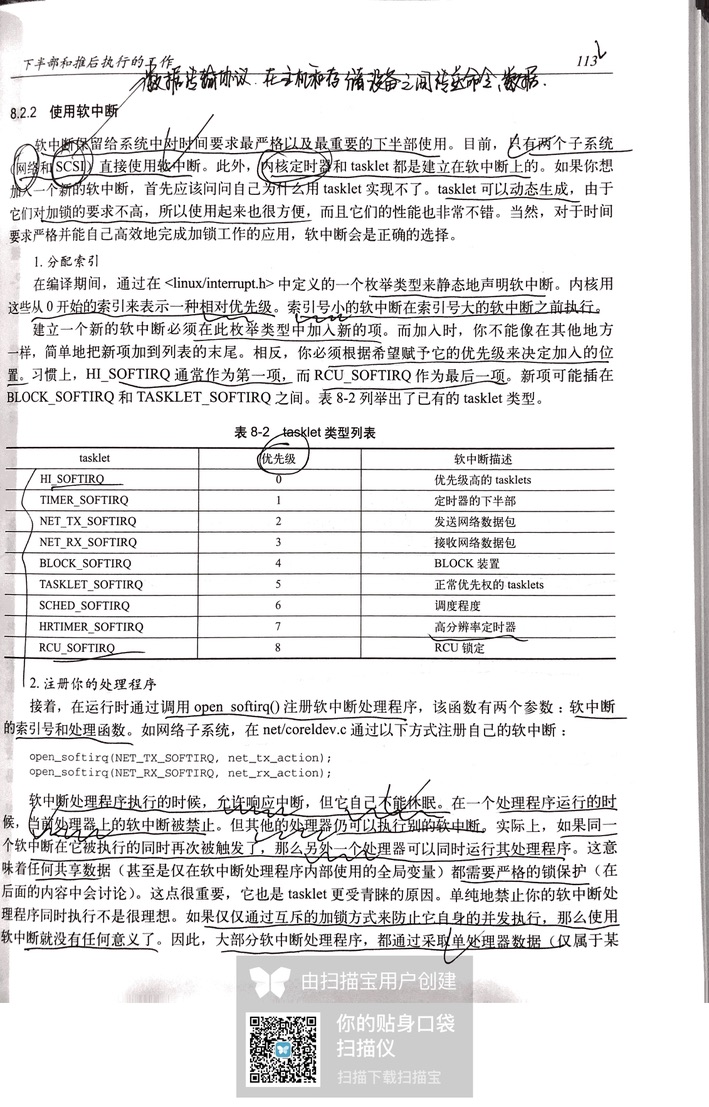 下半部和推后执行的工作
113
数据传输协议.在主机和存储设备之间传送命令、数据.
8.2.2 使用软中断
软中断保留给系统中对时间要求最严格以及最重要的下半部使用。目前，只有两个子系统
（网络和 SCSI）直接使用软中断。此外，内核定时器和 tasklet 都是建立在软中断上的。如果你想
加入一个新的软中断，首先应该问问自己为什么用 tasklet 实现不了。tasklet 可以动态生成，由于
它们对加锁的要求不高，所以使用起来也很方便，而且它们的性能也非常不错。当然，对于时间
要求严格并能自己高效地完成加锁工作的应用，软中断会是正确的选择。
1. 分配索引
在编译期间，通过在 <linux/interrupt.h> 中定义的一个枚举类型来静态地声明软中断。内核用
这些从 0 开始的索引来表示一种相对优先级。索引号小的软中断在索引号大的软中断之前执行。
建立一个新的软中断必须在此枚举类型中加入新的项。而加入时，你不能像在其他地方
一样，简单地把新项加到列表的末尾。相反，你必须根据希望赋予它的优先级来决定加入的位
置。习惯上，HI_SOFTIRQ 通常作为第一项，而 RCU_SOFTIRQ 作为最后一项。新项可能插在
BLOCK_SOFTIRQ 和 TASKLET_SOFTIRQ 之间。表 8-2 列举出了已有的 tasklet 类型。
表 8-2 tasklet 类型列表
tasklet 优先级 软中断描述
HI_SOFTIRQ 0 优先级高的 tasklets
TIMER_SOFTIRQ 1 定时器的下半部
NET_TX_SOFTIRQ 2 发送网络数据包
NET_RX_SOFTIRQ 3 接收网络数据包
BLOCK_SOFTIRQ 4 BLOCK 装置
TASKLET_SOFTIRQ 5 正常优先权的 tasklets
SCHED_SOFTIRQ 6 调度程度
HRTIMER_SOFTIRQ 7 高分辨率定时器
RCU_SOFTIRQ 8 RCU 锁定
2. 注册你的处理程序
接着，在运行时通过调用 open_softirq() 注册软中断处理程序，该函数有两个参数：软中断
的索引号和处理函数。如网络子系统，在 net/coreldev.c 通过以下方式注册自己的软中断：
open_softirq(NET_TX_SOFTIRQ, net_tx_action);
open_softirq(NET_RX_SOFTIRQ, net_rx_action);
软中断处理程序执行的时候，允许响应中断，但它自己不能休眠。在一个处理程序运行的时
候，当前处理器上的软中断被禁止。但其他的处理器仍可以执行别的软中断。实际上，如果同一
个软中断在它被执行的同时再次被触发了，那么另外一个处理器可以同时运行其处理程序。这意
味着任何共享数据（甚至是仅在软中断处理程序内部使用的全局变量）都需要严格的锁保护（在
后面的内容中会讨论）。这点很重要，它也是 tasklet 更受青睐的原因。单纯地禁止你的软中断处
理程序同时执行不是很理想。如果仅仅通过互斥的加锁方式来防止它自身的并发执行，那么使用
软中断就没有任何意义了。因此，大部分软中断处理程序，都通过采取单处理器数据（仅属于某
由扫描宝用户创建
你的贴身口袋
扫描仪
扫描下载扫描宝